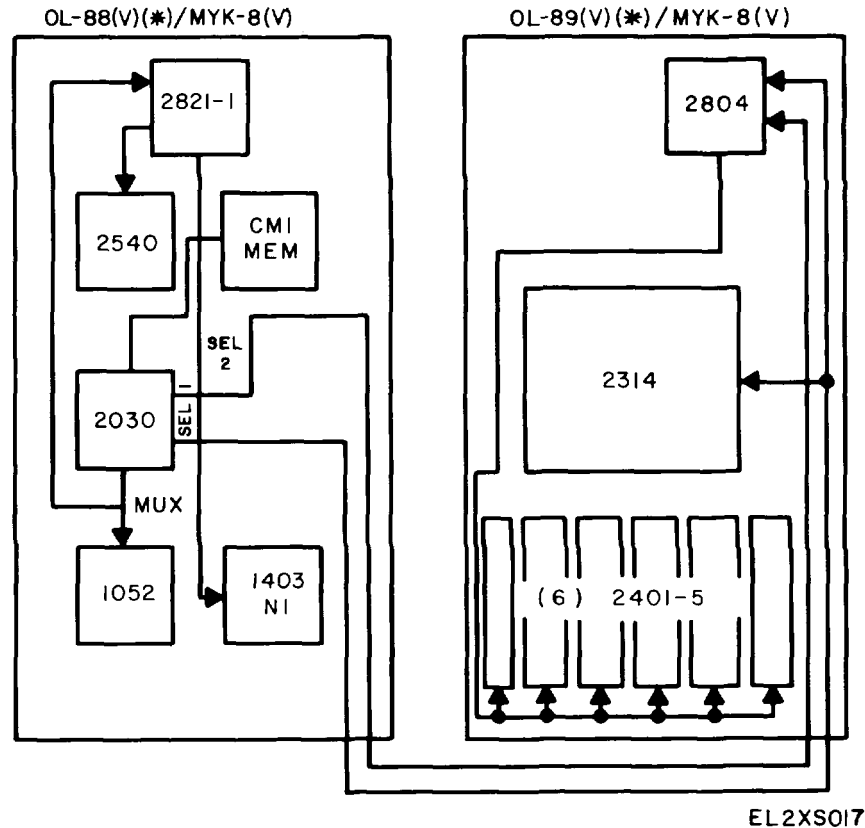 OL-88(V)(*)/MYK-8(V)
OL-89(V)(*)/MYK-8(V)
2821-1
2804
2540
CMI
MEM
SEL
2
2314
2030
SEL 1
MUX
1052
1403
N1
(6) 2401-5
EL2XS017